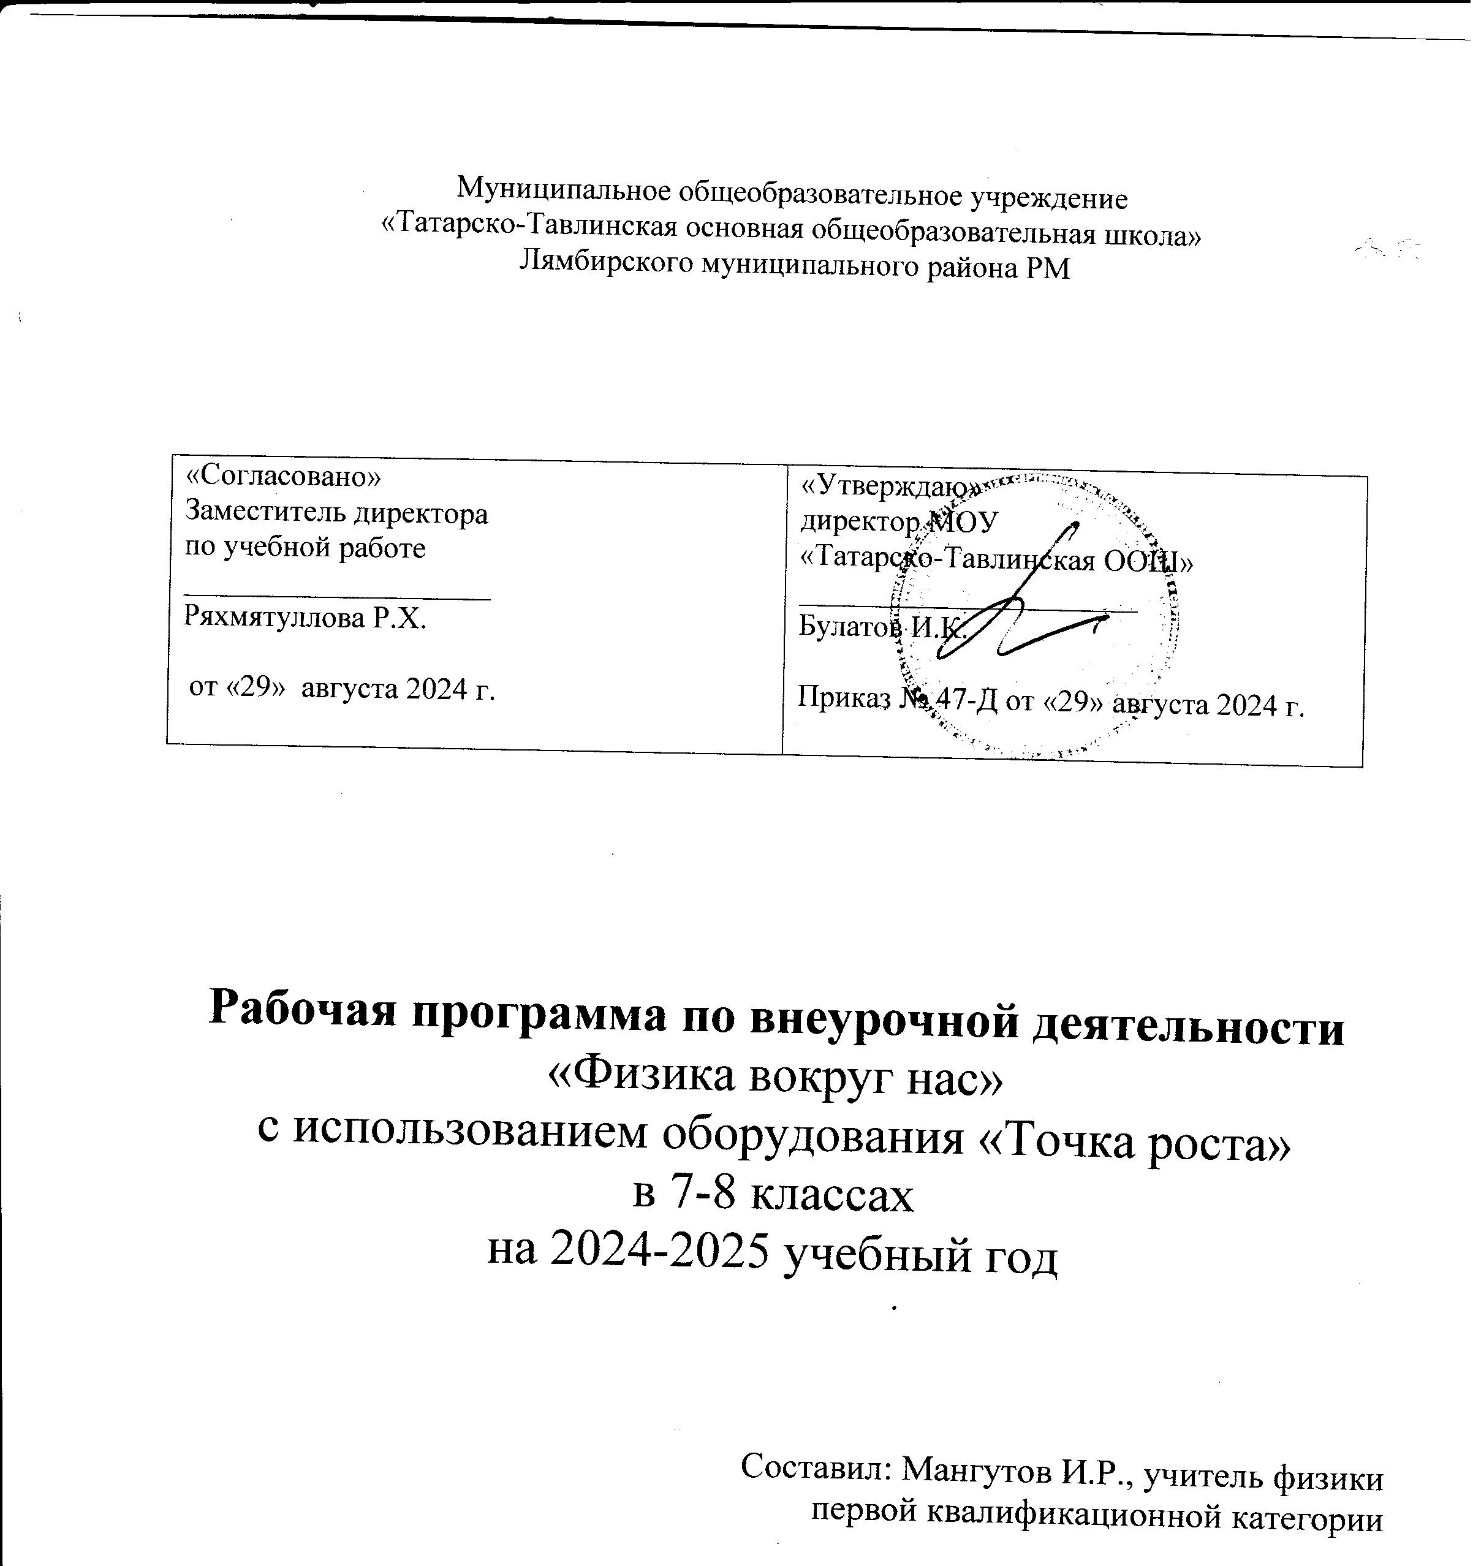 Муниципальное общеобразовательное учреждение
«Татарско-Тавлинская основная общеобразовательная школа»
Лямбирского муниципального района РМ
«Согласовано»
Заместитель директора
по учебной работе
Ряхмятуллова Р.Х.
от «29» августа 2024 г.
«Утверждаю»
директор МОУ
«Татарско-Тавлинская ООШ»
Булатов И.К.
Приказ № 47-Д от «29» августа 2024 г.
Рабочая программа по внеурочной деятельности
«Физика вокруг нас»
с использованием оборудования «Точка роста»
в 7-8 классах
на 2024-2025 учебный год
Составил: Мангутов И.Р., учитель физики
первой квалификационной категории